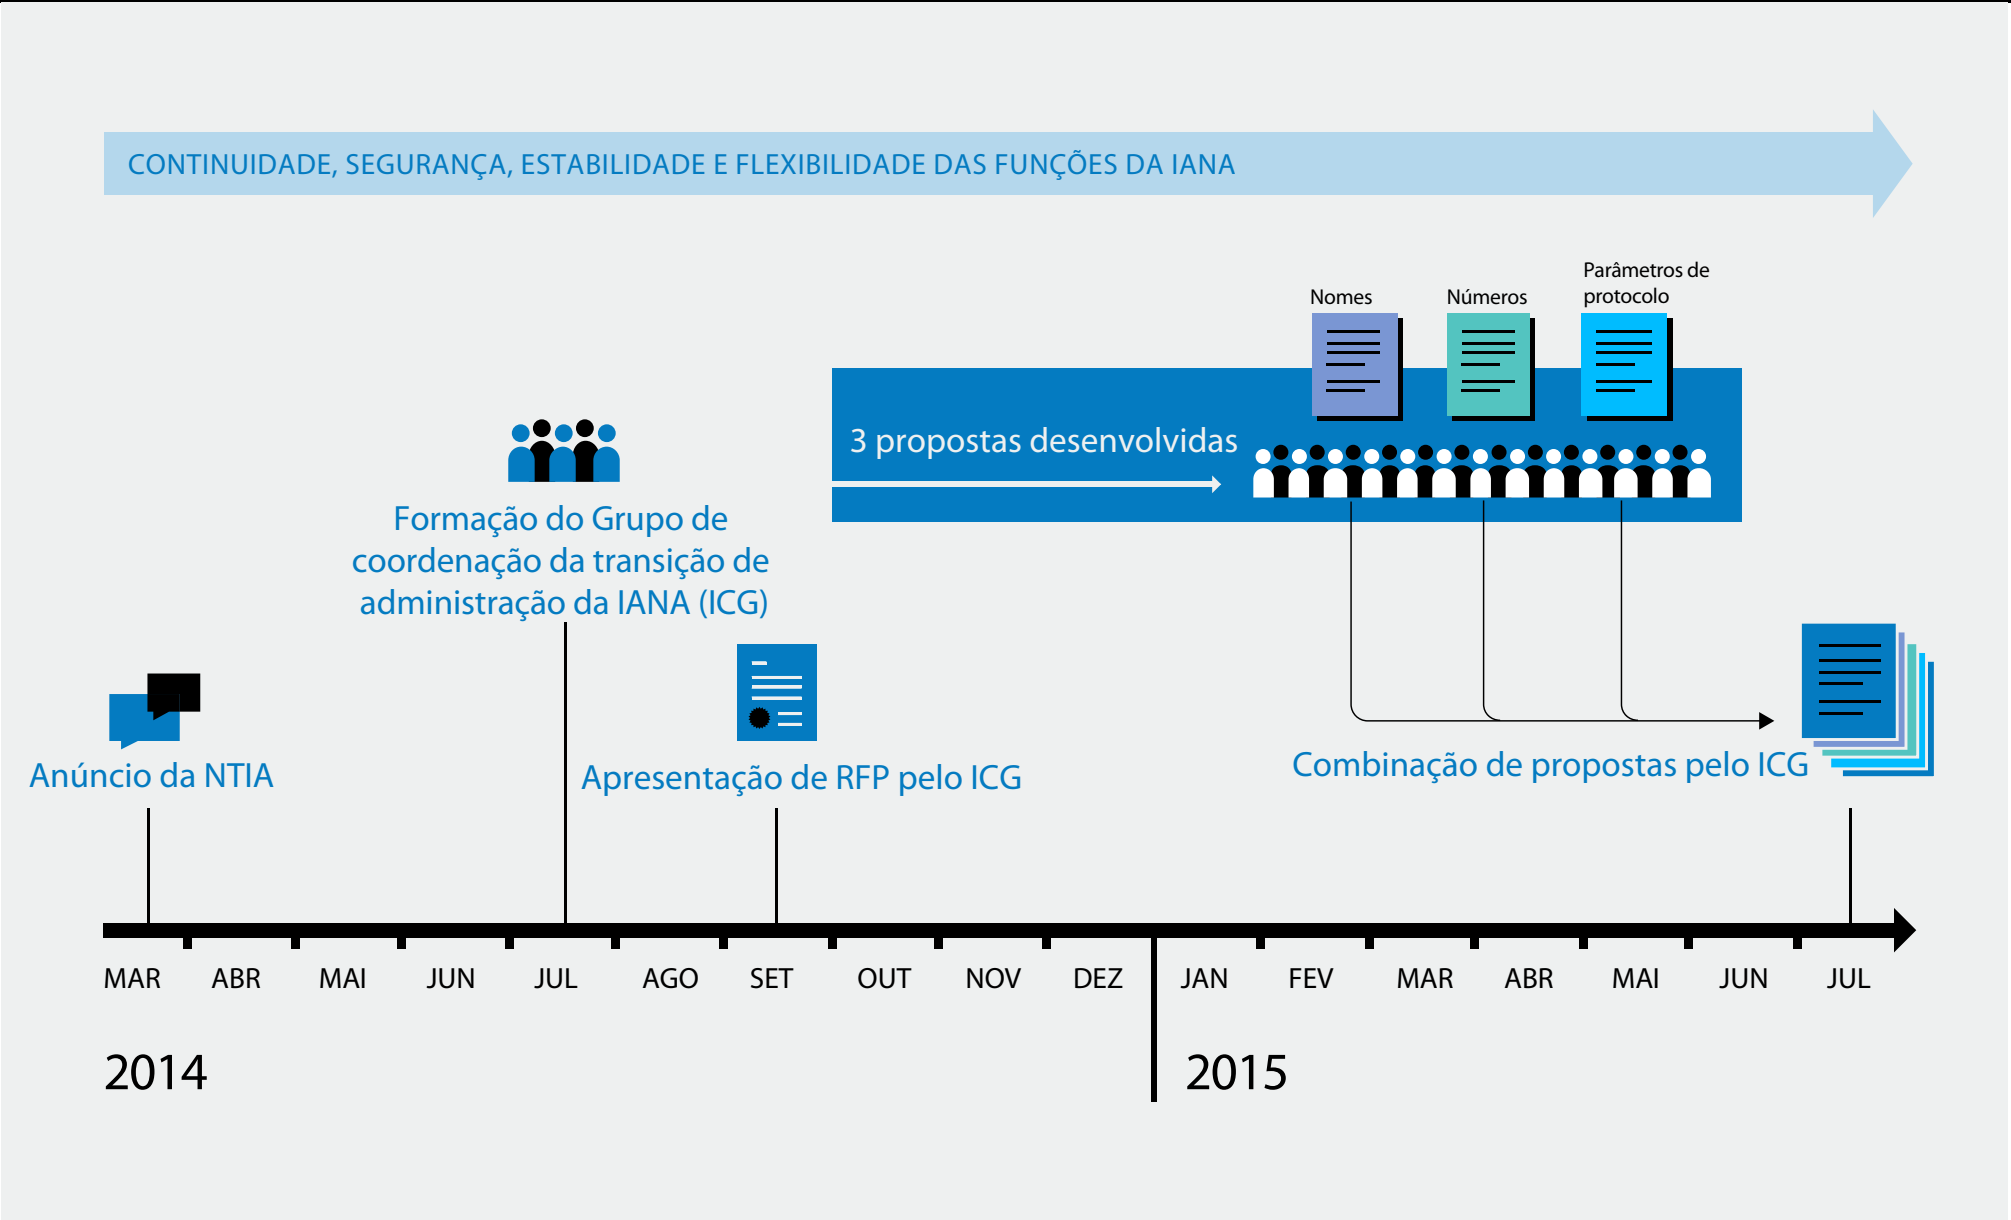 CONTINUIDADE, SEGURANÇA, ESTABILIDADE E FLEXIBILIDADE DAS FUNÇÕES DA IANA
Nomes
Números
Parâmetros de
protocolo
3 propostas desenvolvidas
Formação do Grupo de
coordenação da transição de
administração da IANA (ICG)
Anúncio da NTIA
Apresentação de RFP pelo ICG
Combinação de propostas pelo ICG
MAR ABR MAI JUN JUL AGO SET OUT NOV DEZ JAN FEV MAR ABR MAI JUN JUL
2014 2015